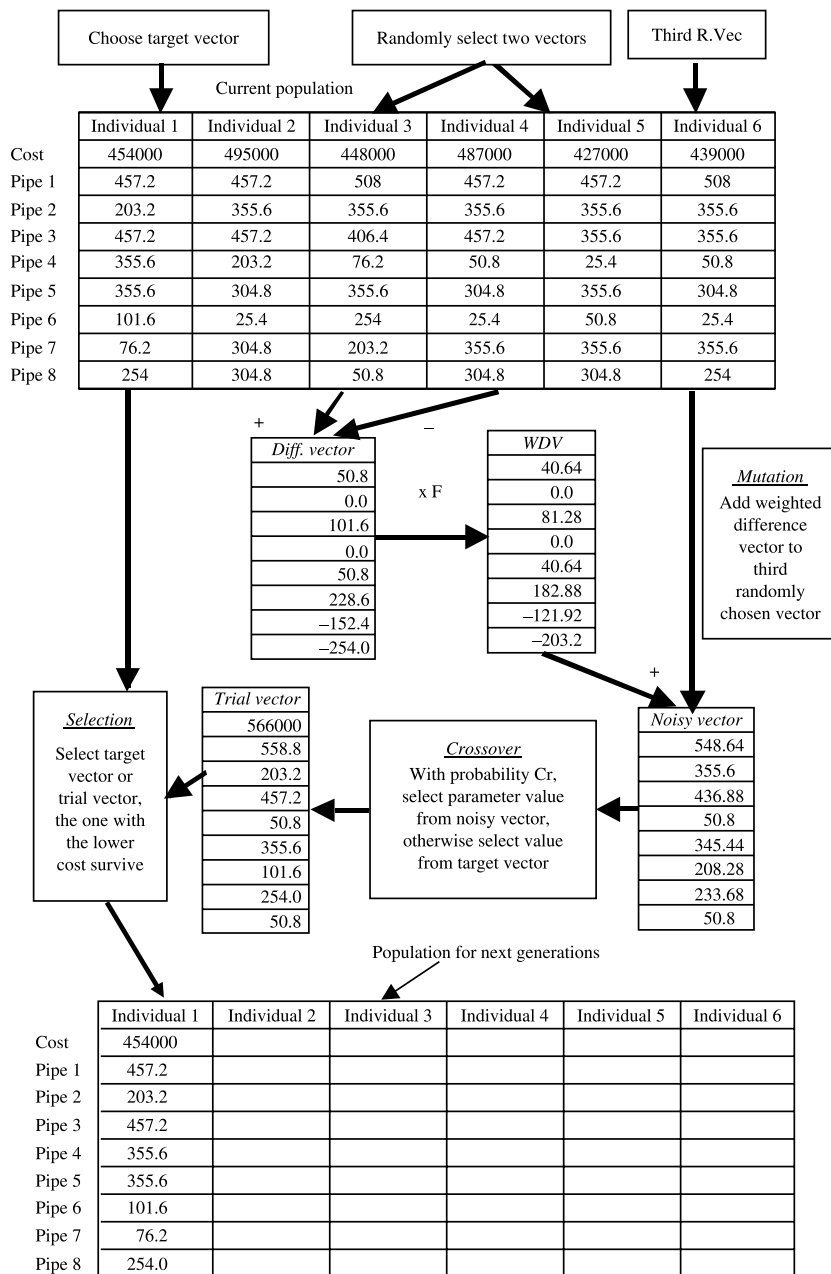 Choose target vector
Randomly select two vectors
Third R.Vec
Current population
Individual 1 Individual 2 Individual 3 Individual 4 Individual 5 Individual 6
Cost 454000 495000 448000 487000 427000 439000
Pipe 1 457.2 457.2 508 457.2 457.2 508
Pipe 2 203.2 355.6 355.6 355.6 355.6 355.6
Pipe 3 457.2 457.2 406.4 457.2 355.6 355.6
Pipe 4 355.6 203.2 76.2 50.8 25.4 50.8
Pipe 5 355.6 304.8 355.6 304.8 355.6 304.8
Pipe 6 101.6 25.4 254 25.4 50.8 25.4
Pipe 7 76.2 304.8 203.2 355.6 355.6 355.6
Pipe 8 254 304.8 50.8 304.8 304.8 254
+
–
Diff. vector
50.8
0.0
101.6
0.0
50.8
228.6
–152.4
–254.0
x F
WDV
40.64
0.0
81.28
0.0
40.64
182.88
–121.92
–203.2
Mutation
Add weighted
difference
vector to
third
randomly
chosen vector
+
Selection
Select target
vector or
trial vector,
the one with
the lower
cost survive
Trial vector
566000
558.8
203.2
457.2
50.8
355.6
101.6
254.0
50.8
Crossover
With probability Cr,
select parameter value
from noisy vector,
otherwise select value
from target vector
Noisy vector
548.64
355.6
436.88
50.8
345.44
208.28
233.68
50.8
Population for next generations
Individual 1 Individual 2 Individual 3 Individual 4 Individual 5 Individual 6
Cost 454000
Pipe 1 457.2
Pipe 2 203.2
Pipe 3 457.2
Pipe 4 355.6
Pipe 5 355.6
Pipe 6 101.6
Pipe 7 76.2
Pipe 8 254.0